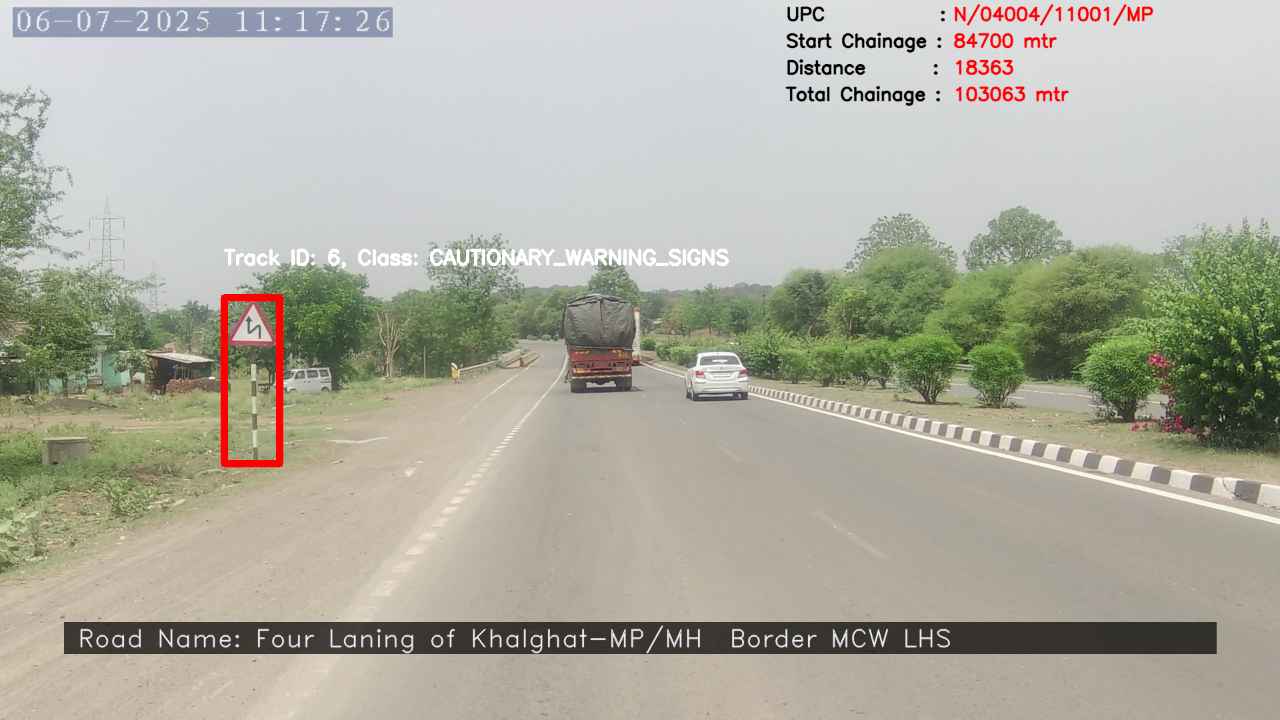 06-07-2025 11:17:26
UPC : N/04004/11001/MP
Start Chainage : 84700 mtr
Distance : 18363
Total Chainage : 103063 mtr
Track ID: 6, Class: CAUTIONARY_WARNING_SIGNS
Road Name: Four Laning of Khalghat-MP/MH Border MCW LHS